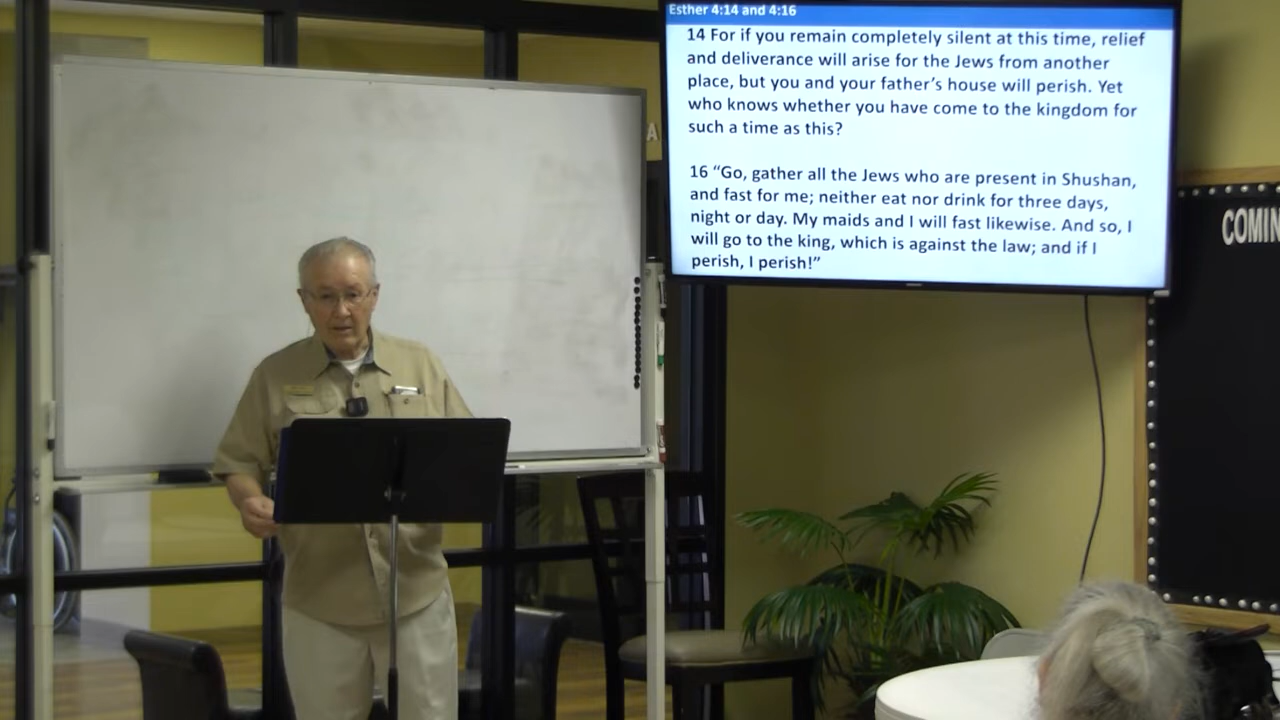 Esther 4:14 and 4:16
14 For if you remain completely silent at this time, relief
and deliverance will arise for the Jews from another
place, but you and your father's house will perish. Yet
who knows whether you have come to the kingdom for
such a time as this?
16 “Go, gather all the Jews who are present in Shushan,
and fast for me; neither eat nor drink for three days,
night or day. My maids and I will fast likewise. And so, I
will go to the king, which is against the law; and if I
perish, I perish!”
A
COMIN